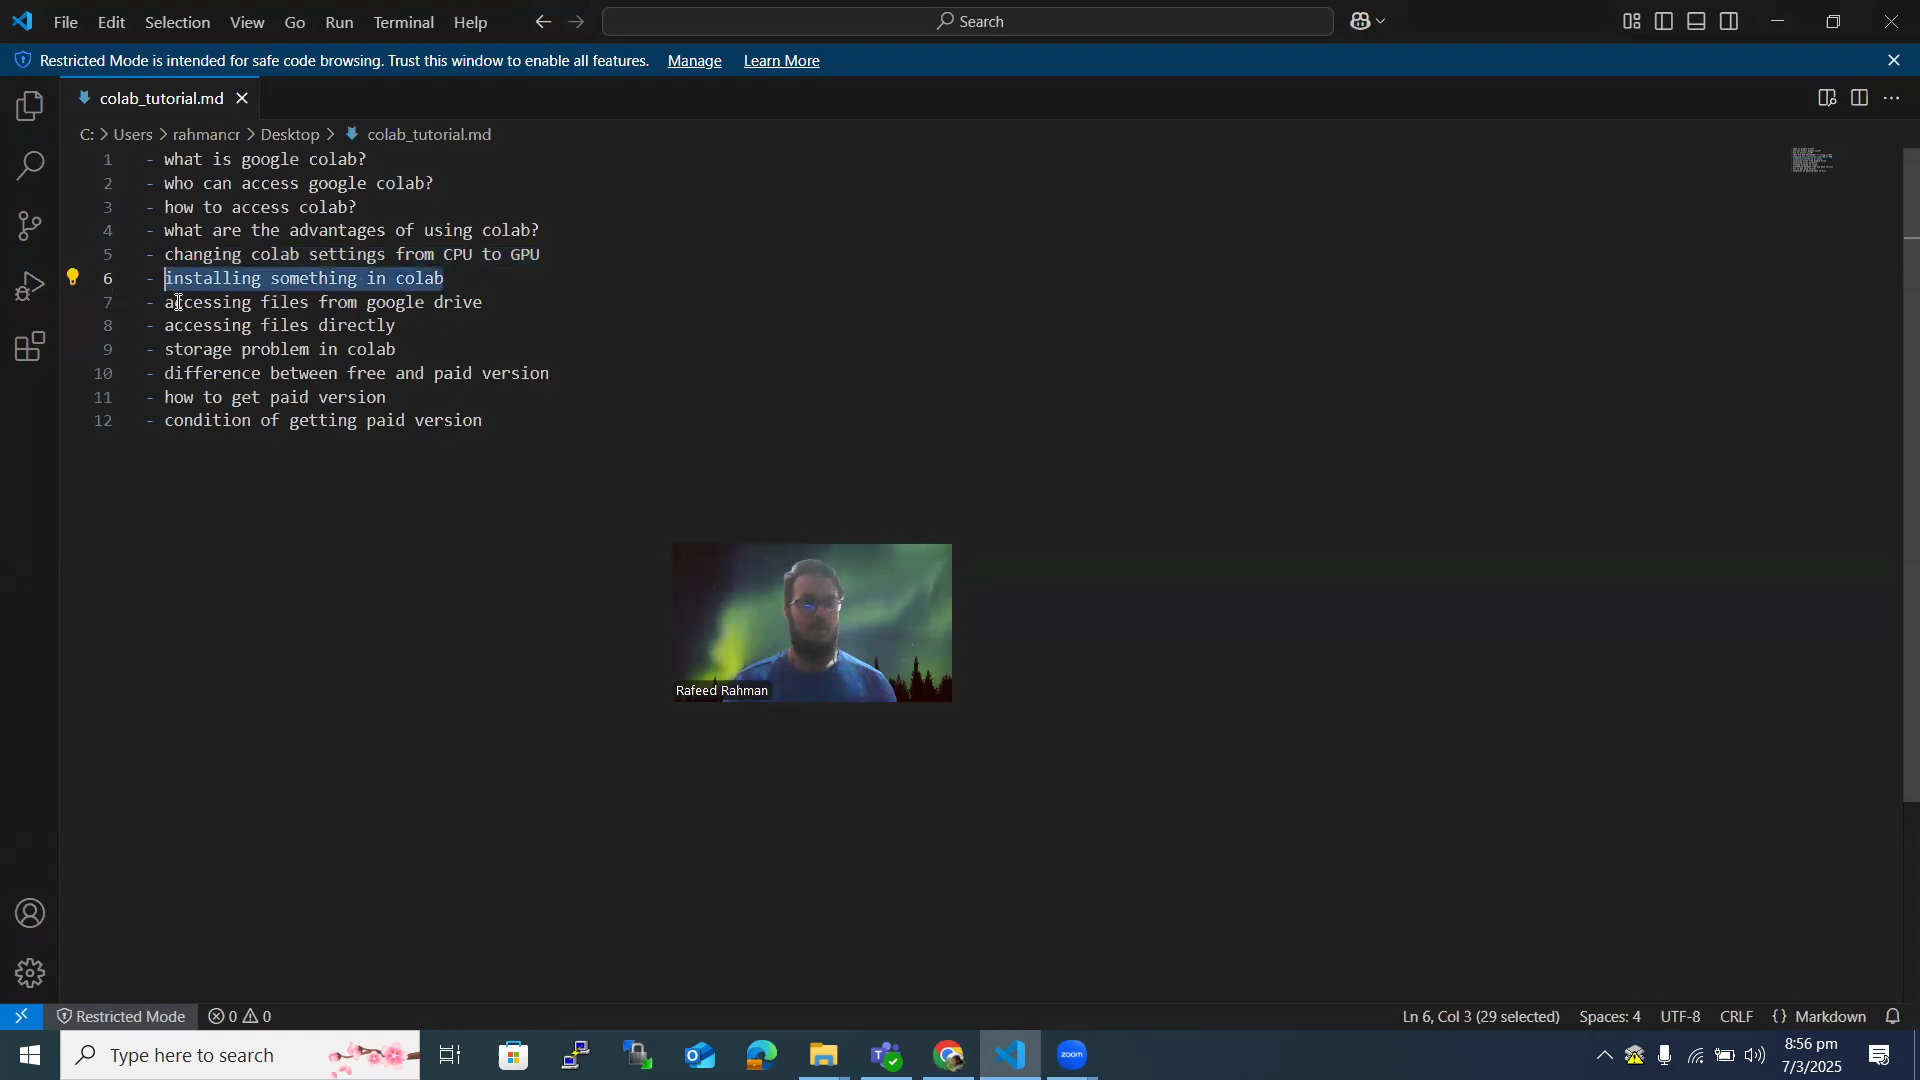 File Edit Selection View Go Run Terminal Help
Search
Restricted Mode is intended for safe code browsing. Trust this window to enable all features. Manage Learn More
colab_tutorial.md
C: > Users > rahmancr > Desktop > colab_tutorial.md
1 - what is google colab?
2 - who can access google colab?
3 - how to access colab?
4 - what are the advantages of using colab?
5 - changing colab settings from CPU to GPU
6 - installing something in colab
7 - accessing files from google drive
8 - accessing files directly
9 - storage problem in colab
10 - difference between free and paid version
11 - how to get paid version
12 - condition of getting paid version
Rafeed Rahman
Restricted Mode 0 0 Ln 6, Col 3 (29 selected) Spaces: 4 UTF-8 CRLF {} Markdown
Type here to search
zoom
8:56 pm
7/3/2025